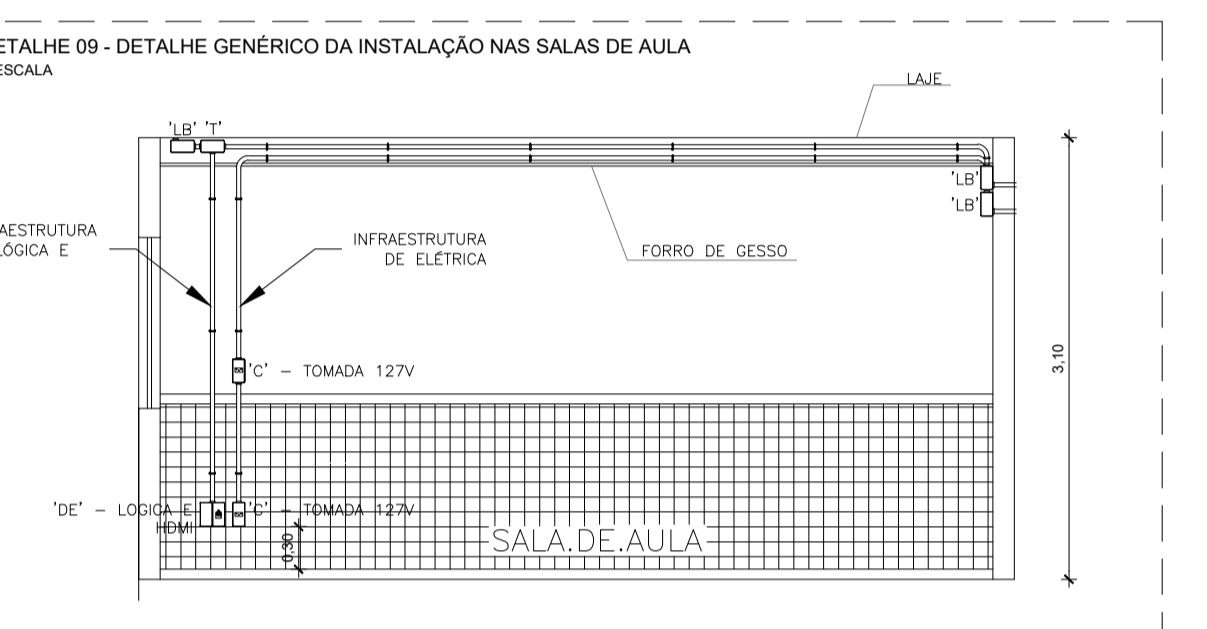 ETALHE 09 - DETALHE GENÉRICO DA INSTALAÇÃO NAS SALAS DE AULA
ESCALA
LAJE
'LB' 'T'
'LB'
'LB'
AESTRUTURA
LÓGICA E
INFRAESTRUTURA
DE ELÉTRICA
FORRO DE GESSO
3,10
'C' – TOMADA 127V
'DE' – LOGICA E
HDMI
'C' – TOMADA 127V
0,30
SALA.DE.AULA